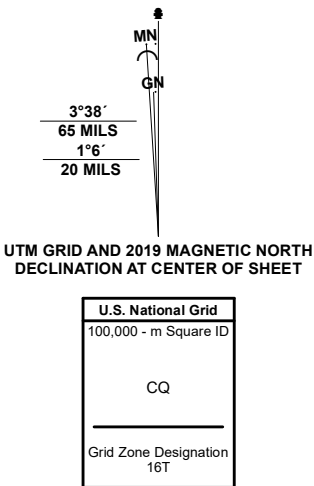 MN
GN
3°38´
65 MILS
1°6´
20 MILS
UTM GRID AND 2019 MAGNETIC NORTH
DECLINATION AT CENTER OF SHEET
U.S. National Grid
100,000 - m Square ID
CQ
Grid Zone Designation
16T